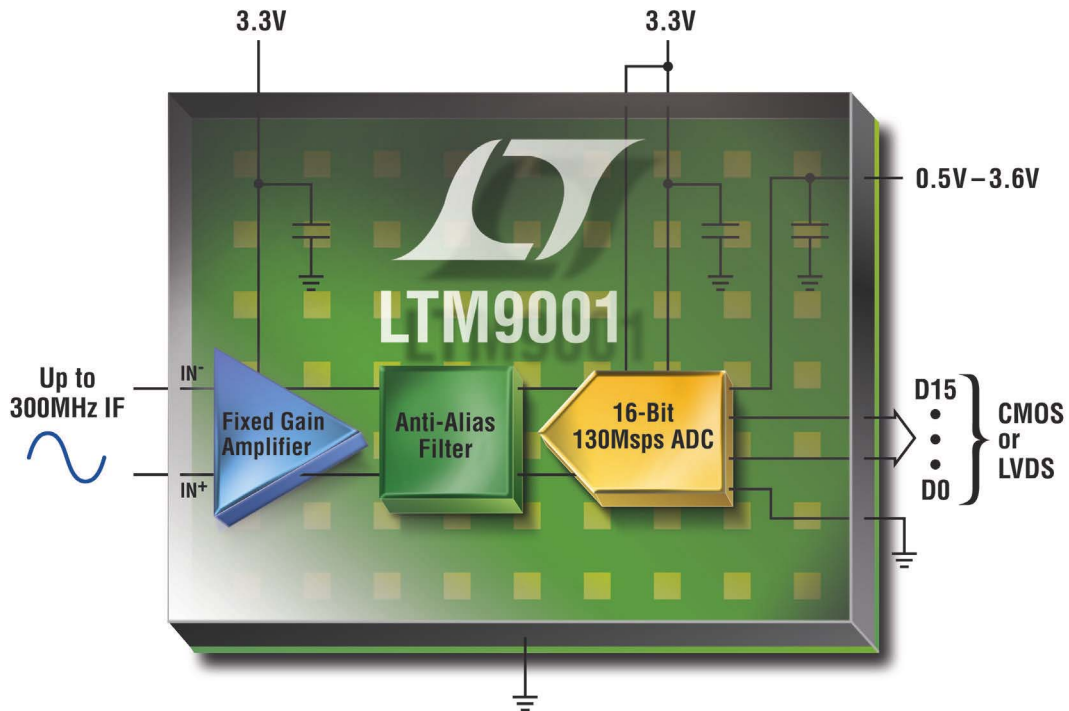 3.3V
3.3V
0.5V–3.6V
LTM9001
Up to
300MHz IF
IN-
IN+
Fixed Gain
Amplifier
Anti-Alias
Filter
16-Bit
130Msps ADC
D15
D0
CMOS
or
LVDS